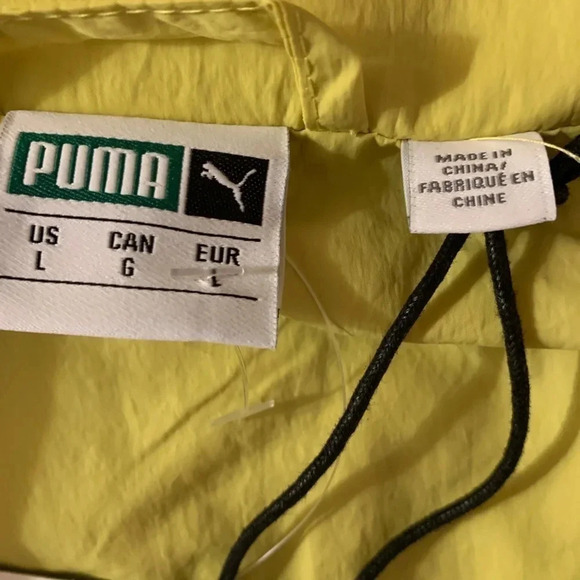 PUMA
US CAN EUR
L G L
MADE IN
CHINA/
FABRIQUÉ EN
CHINE